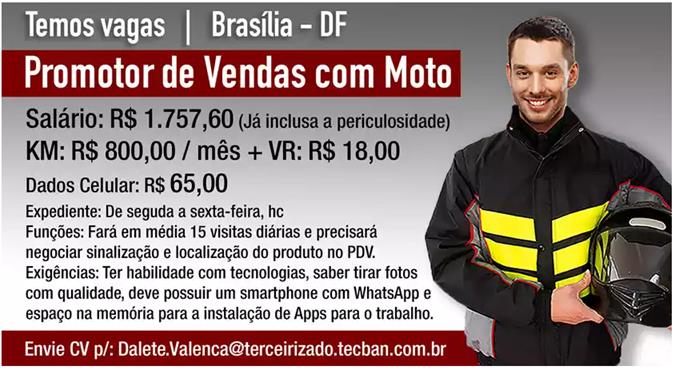 Temos vagas | Brasília - DF
Promotor de Vendas com Moto
Salário: R$ 1.757,60 (Já inclusa a periculosidade)
KM: R$ 800,00 / mês + VR: R$ 18,00
Dados Celular: R$ 65,00
Expediente: De seguda a sexta-feira, hc
Funções: Fará em média 15 visitas diárias e precisará
negociar sinalização e localização do produto no PDV.
Exigências: Ter habilidade com tecnologias, saber tirar fotos
com qualidade, deve possuir um smartphone com WhatsApp e
espaço na memória para a instalação de Apps para o trabalho.
Envie CV p/: Dalete.Valenca@terceirizado.tecban.com.br